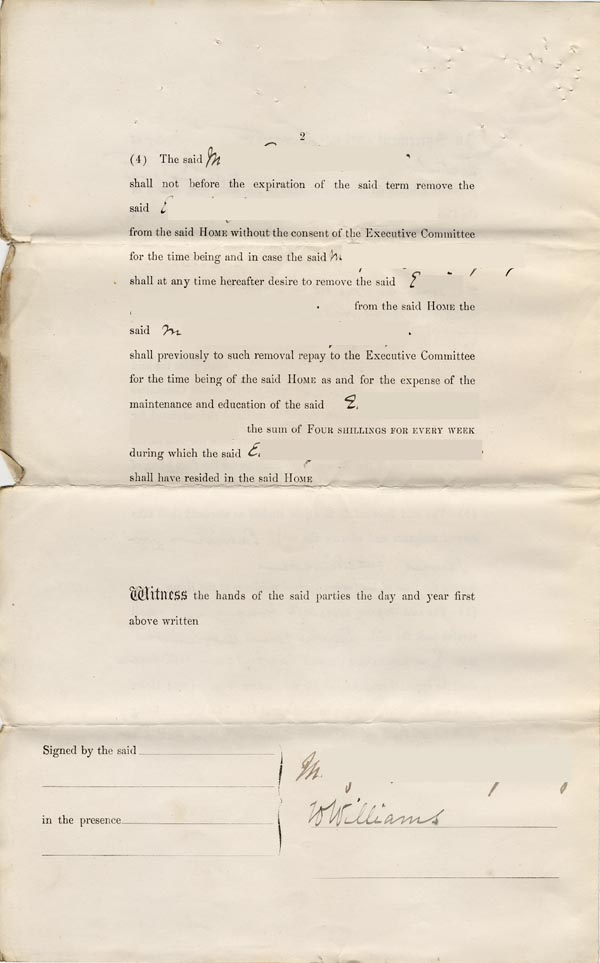 2
(4) The said M
shall not before the expiration of the said term remove the
said E
from the said HOME without the consent of the Executive Committee
for the time being and in case the said M.
shall at any time hereafter desire to remove the said E
from the said HOME the
said M
shall previously to such removal repay to the Executive Committee
for the time being of the said HOME as and for the expense of the
maintenance and education of the said E.
the sum of FOUR SHILLINGS FOR EVERY WEEK
during which the said E.
shall have resided in the said HOME
Witness the hands of the said parties the day and year first
above written
Signed by the said
M.
in the presence
W Williams